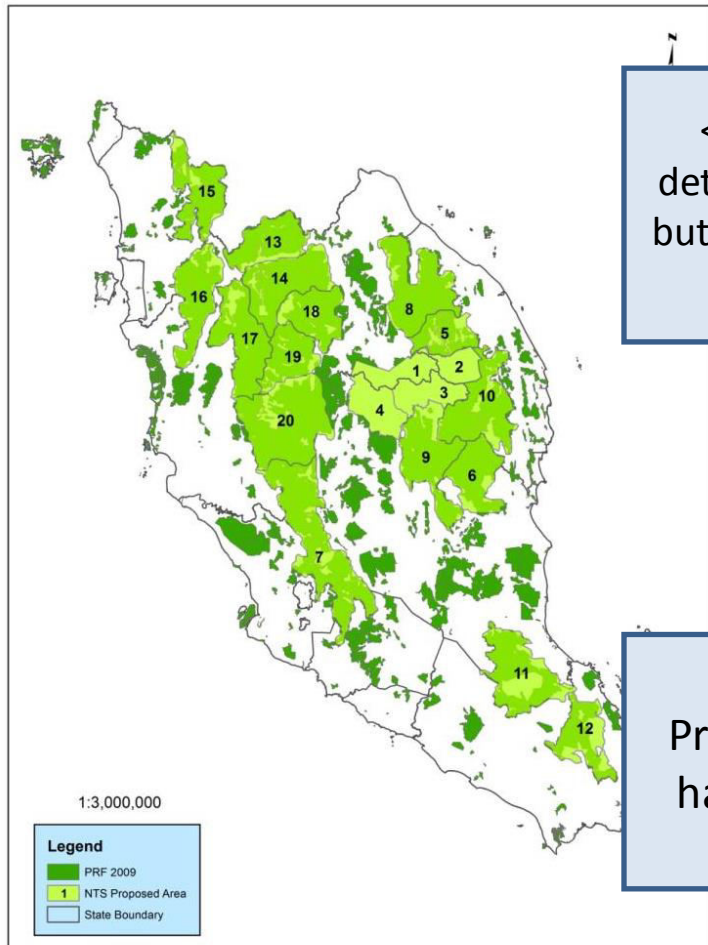 z
<
det
but
15
13
14
16
18
8
17
5
19
1
2
3
4
10
20
9
6
7
11
12
Pr
ha
1:3,000,000
Legend
PRF 2009
1 NTS Proposed Area
State Boundary